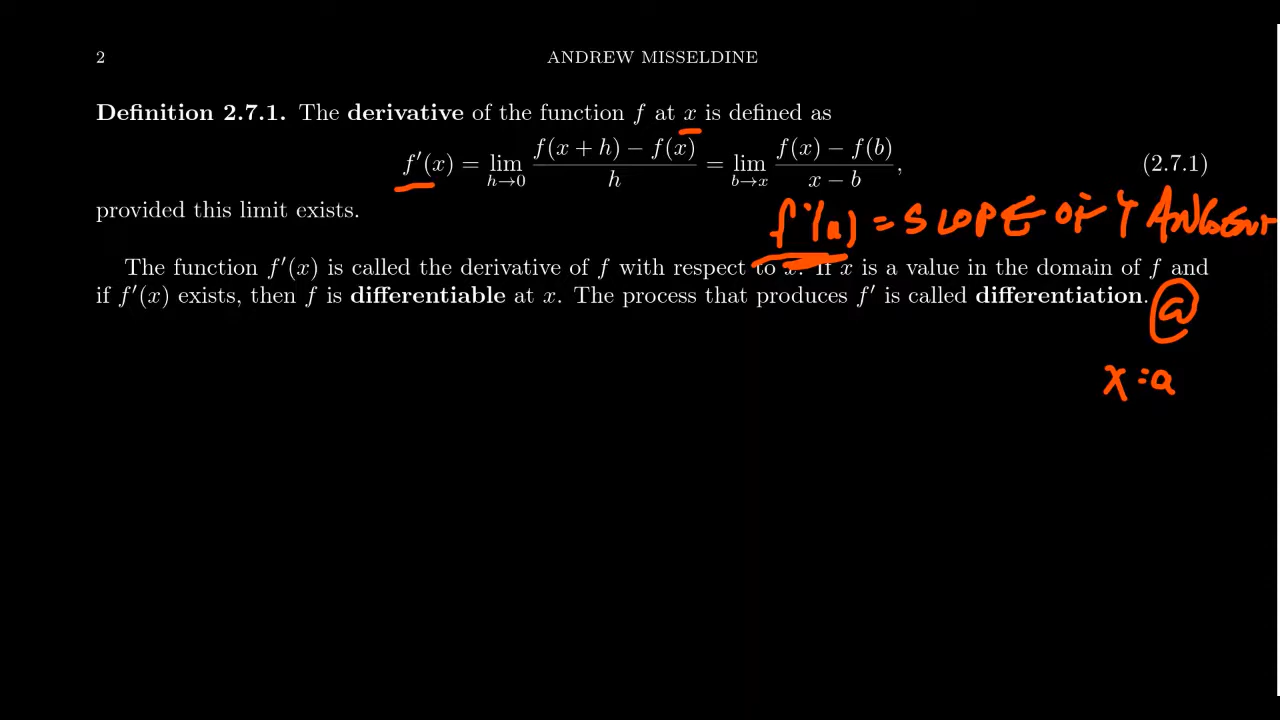 2 ANDREW MISSELDINE
Definition 2.7.1. The derivative of the function f at x is defined as
f′(x) = lim_{h→0} \frac{f(x + h) − f(x)}{h} = lim_{b→x} \frac{f(x) − f(b)}{x − b}, (2.7.1)
provided this limit exists.
f'(a) = SLOPE OF TANGENT
The function f′(x) is called the derivative of f with respect to x. If x is a value in the domain of f and
if f′(x) exists, then f is differentiable at x. The process that produces f′ is called differentiation.
@
x = a